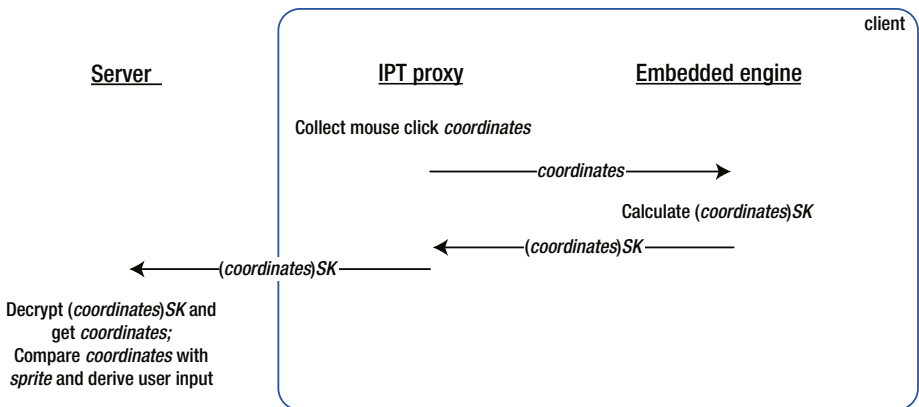 client
Server
IPT proxy
Embedded engine
Collect mouse click coordinates
coordinates
Calculate (coordinates)SK
(coordinates)SK
(coordinates)SK
Decrypt (coordinates)SK and
get coordinates;
Compare coordinates with
sprite and derive user input